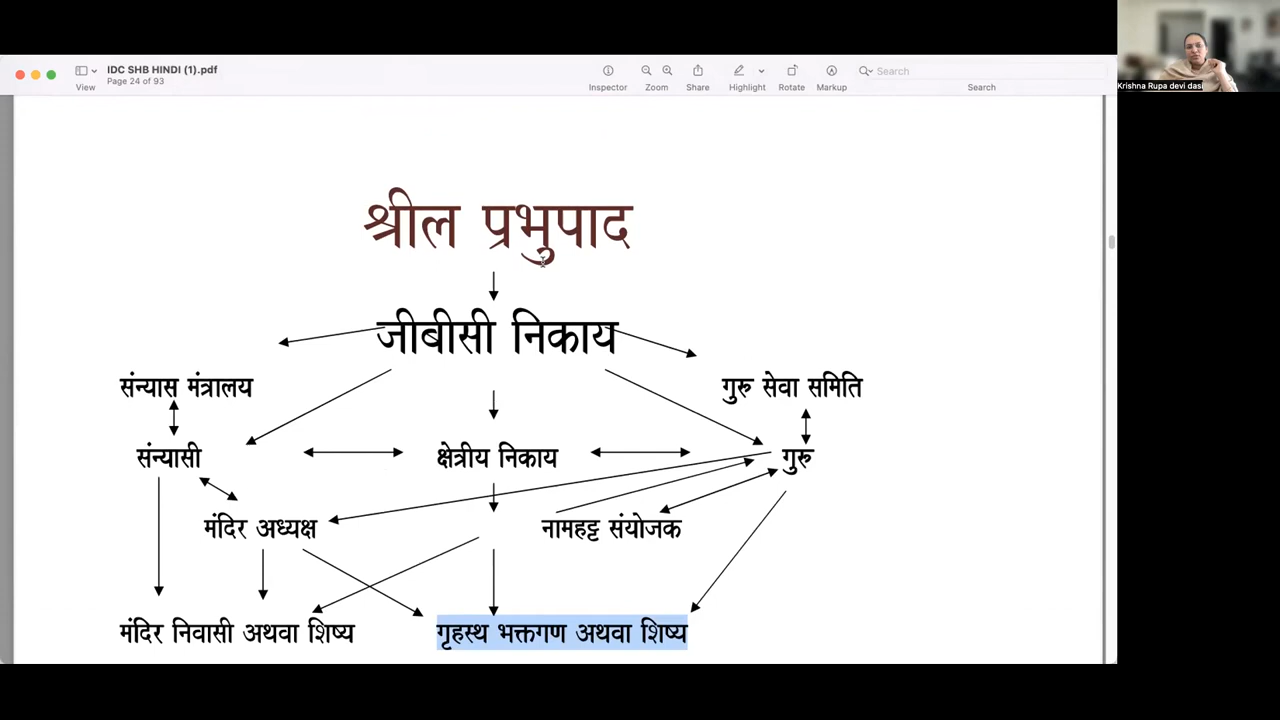 IDC SHB HINDI (1).pdf
Page 24 of 93
View
Inspector
Zoom
Share
Highlight
Rotate
Markup
Search
Search
Krishna Rupa devi dasi
श्रील प्रभुपाद
जीबीसी निकाय
संन्यास मंत्रालय
गुरु सेवा समिति
संन्यासी
क्षेत्रीय निकाय
गुरु
मंदिर अध्यक्ष
नामहट्ट संयोजक
मंदिर निवासी अथवा शिष्य
गृहस्थ भक्तगण अथवा शिष्य